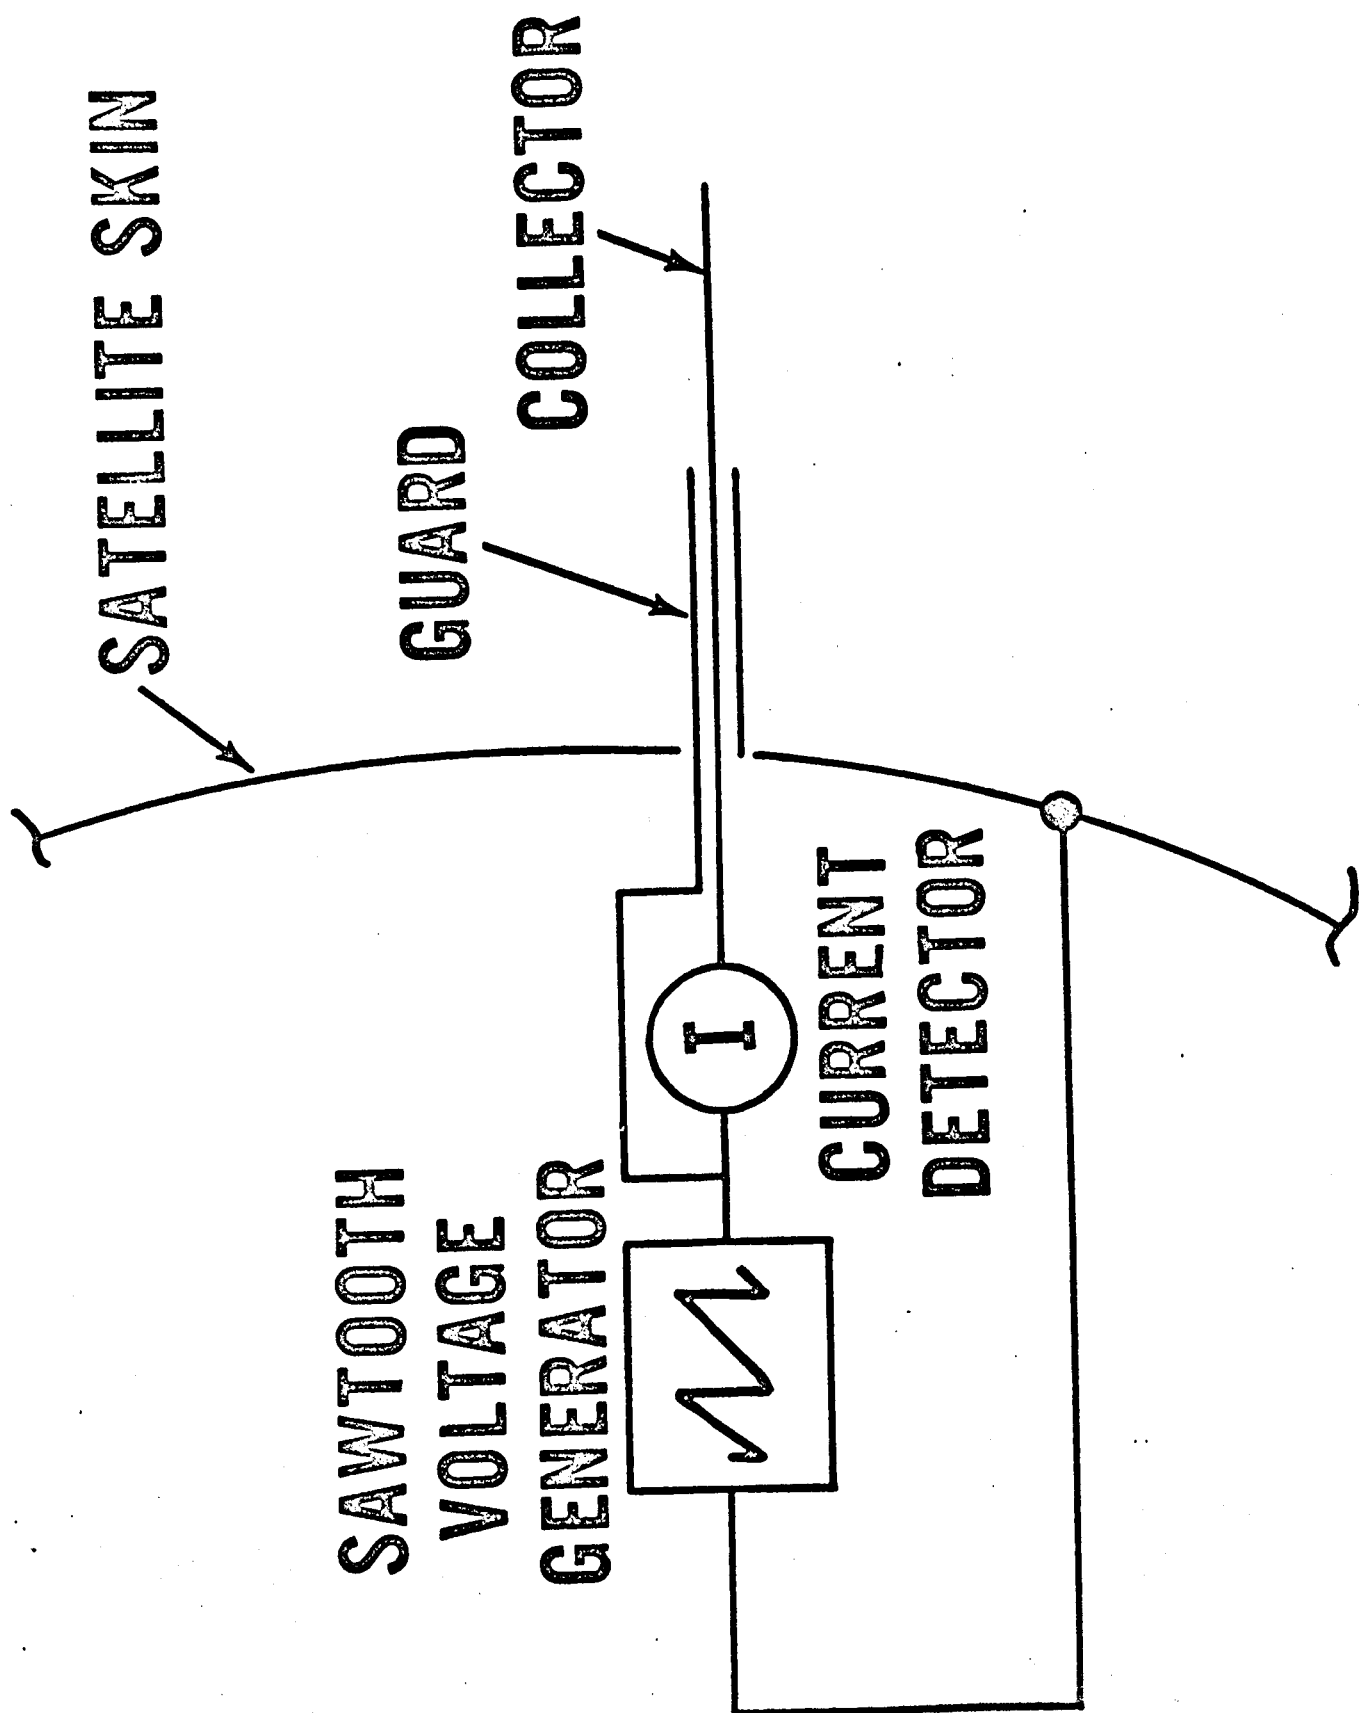 SATELLITE SKIN
GUARD
COLLECTOR
SAWTOOTH
VOLTAGE
GENERATOR
I
CURRENT
DETECTOR